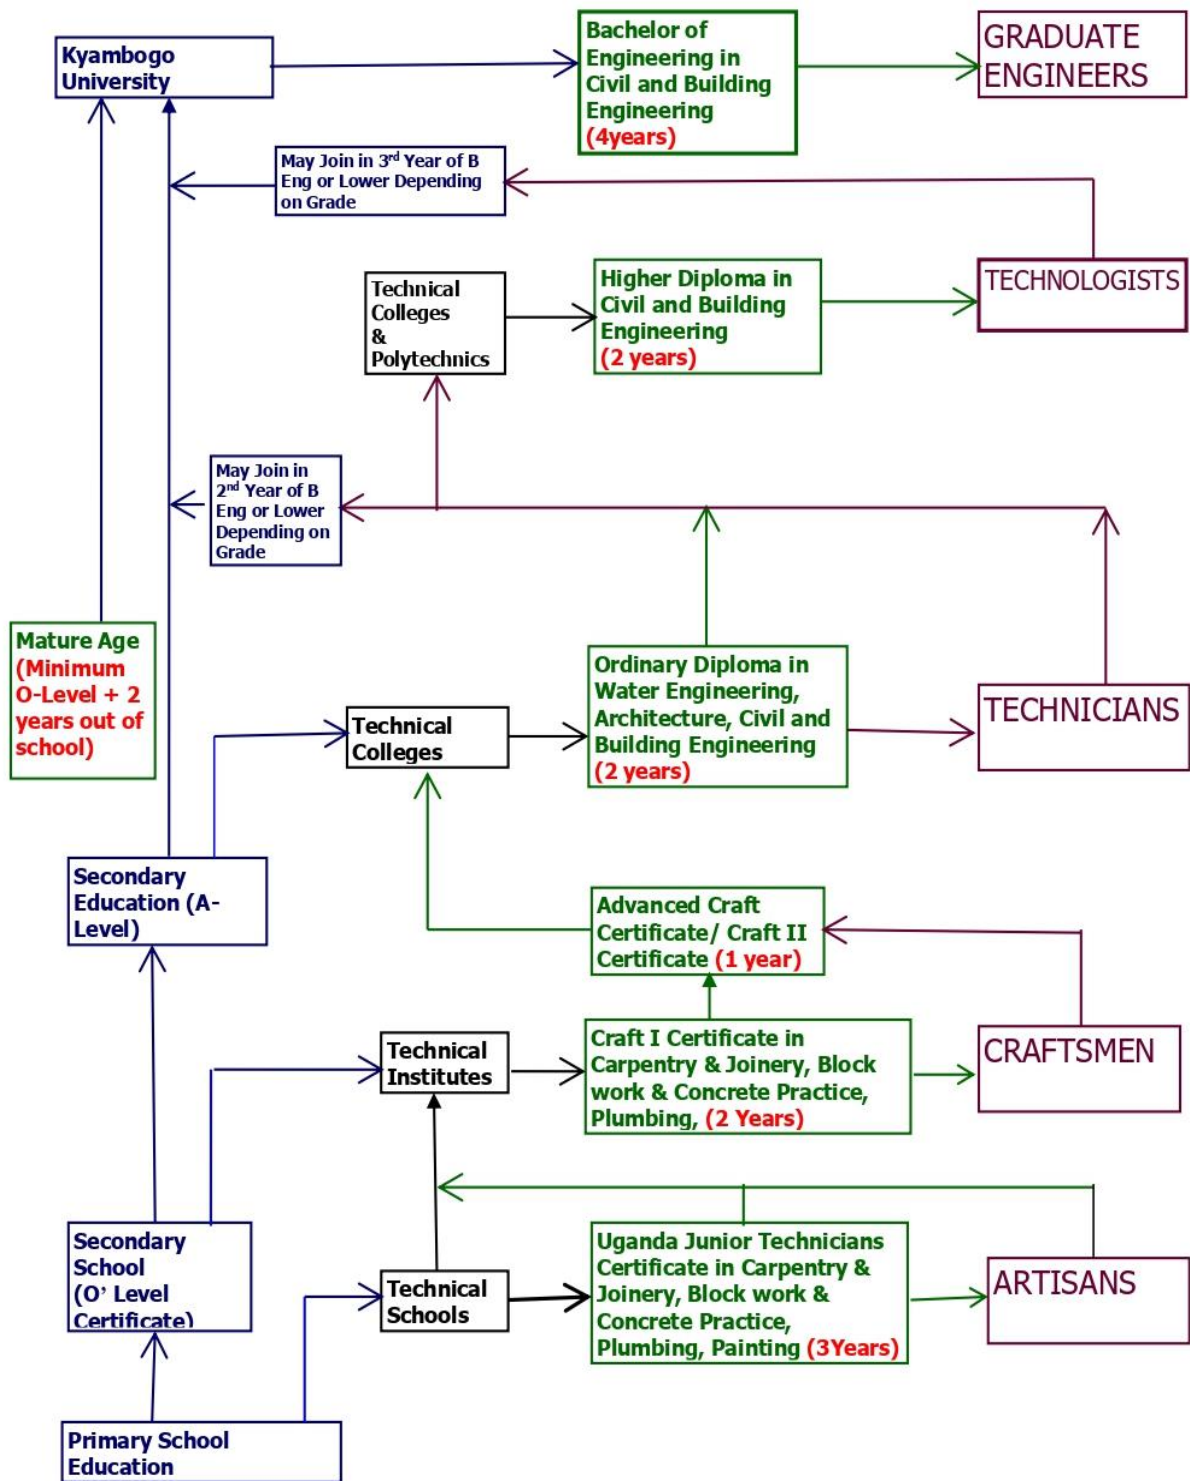 Kyambogo
University
Bachelor of
Engineering in
Civil and Building
Engineering
(4years)
GRADUATE
ENGINEERS
May Join in 3rd Year of B
Eng or Lower Depending
on Grade
Technical
Colleges
&
Polytechnics
Higher Diploma in
Civil and Building
Engineering
(2 years)
TECHNOLOGISTS
May Join in
2nd Year of B
Eng or Lower
Depending on
Grade
Mature Age
(Minimum
O-Level + 2
years out of
school)
Technical
Colleges
Ordinary Diploma in
Water Engineering,
Architecture, Civil and
Building Engineering
(2 years)
TECHNICIANS
Secondary
Education (A-
Level)
Advanced Craft
Certificate/ Craft II
Certificate (1 year)
Technical
Institutes
Craft I Certificate in
Carpentry & Joinery, Block
work & Concrete Practice,
Plumbing, (2 Years)
CRAFTSMEN
Secondary
School
(O’ Level
Certificate)
Technical
Schools
Uganda Junior Technicians
Certificate in Carpentry &
Joinery, Block work &
Concrete Practice,
Plumbing, Painting (3Years)
ARTISANS
Primary School
Education